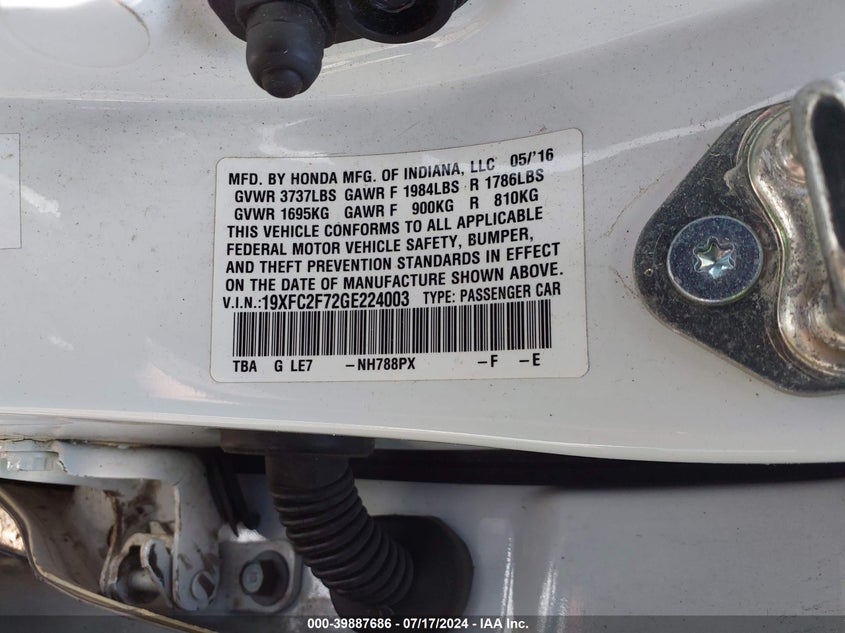 MFD. BY HONDA MFG. OF INDIANA, LLC 05/'16
GVWR 3737LBS GAWR F 1984LBS R 1786LBS
GVWR 1695KG GAWR F 900KG R 810KG
THIS VEHICLE CONFORMS TO ALL APPLICABLE
FEDERAL MOTOR VEHICLE SAFETY, BUMPER,
AND THEFT PREVENTION STANDARDS IN EFFECT
ON THE DATE OF MANUFACTURE SHOWN ABOVE.
V.I.N.:19XFC2F72GE224003 TYPE: PASSENGER CAR
TBA G LE7 –NH788PX –F –E
000-39887686 - 07/17/2024 - IAA Inc.